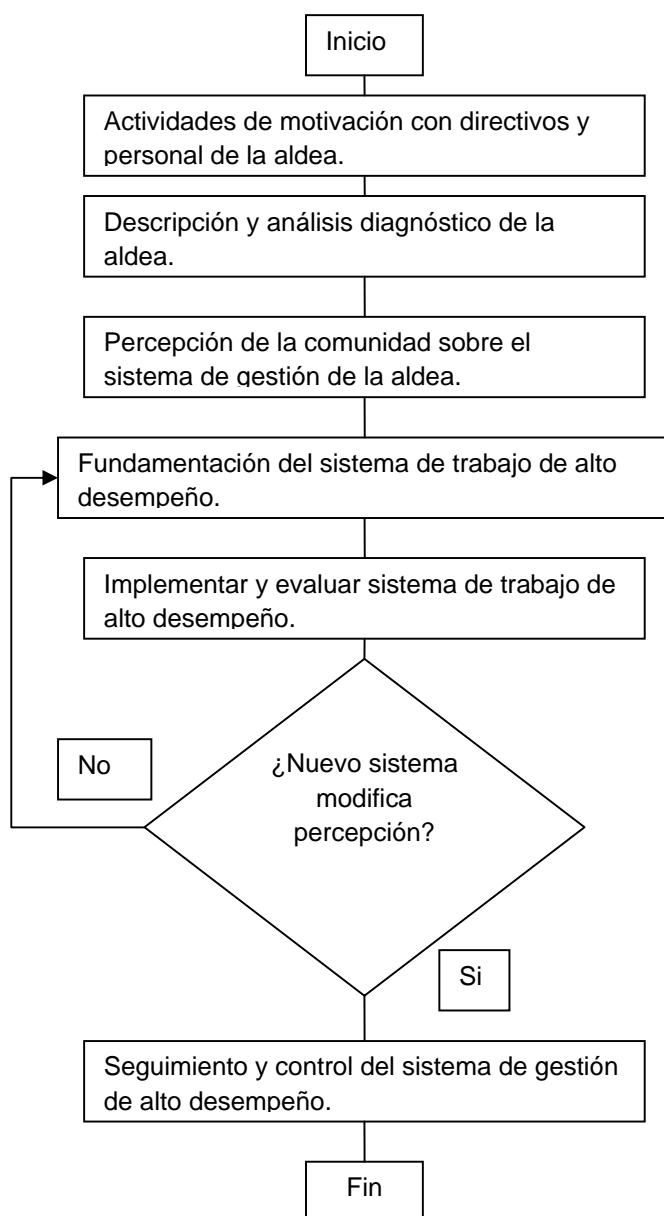 Inicio
Actividades de motivación con directivos y
personal de la aldea.
Descripción y análisis diagnóstico de la
aldea.
Percepción de la comunidad sobre el
sistema de gestión de la aldea.
Fundamentación del sistema de trabajo de alto
desempeño.
Implementar y evaluar sistema de trabajo de
alto desempeño.
No
¿Nuevo sistema
modifica
percepción?
Si
Seguimiento y control del sistema de gestión
de alto desempeño.
Fin